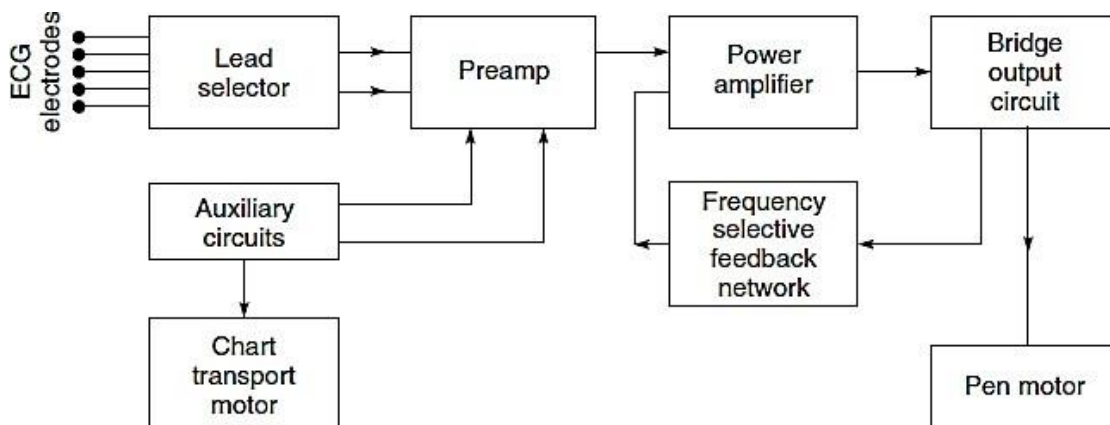 ECG
electrodes
Lead
selector
Preamp
Power
amplifier
Bridge
output
circuit
Auxiliary
circuits
Frequency
selective
feedback
network
Chart
transport
motor
Pen motor